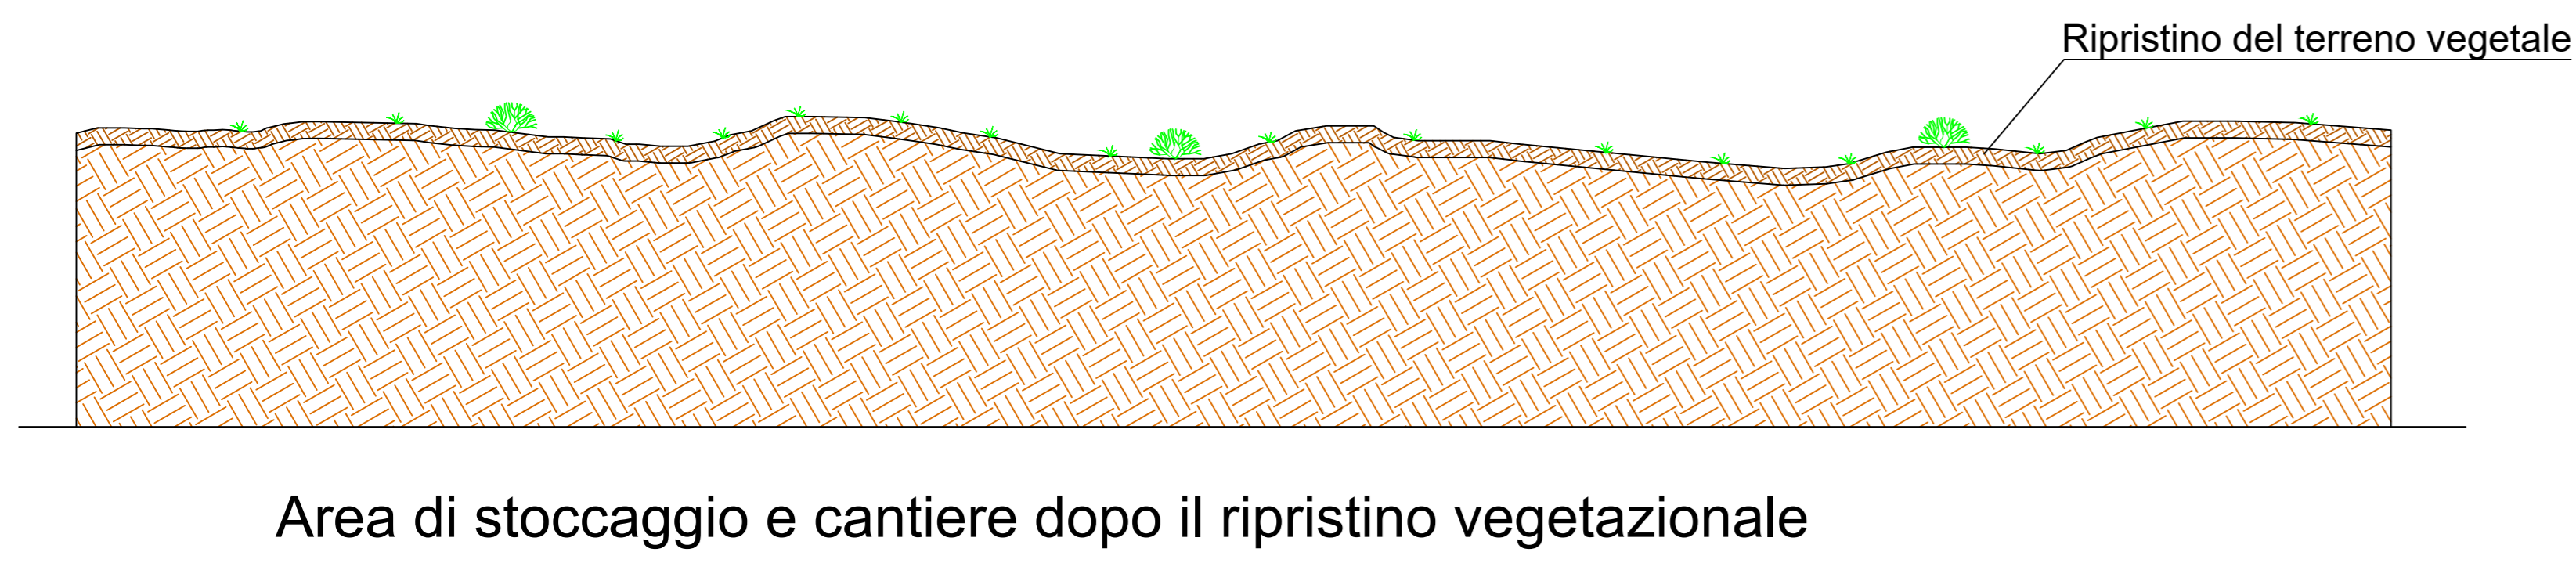 Ripristino del terreno vegetale
Area di stoccaggio e cantiere dopo il ripristino vegetazionale